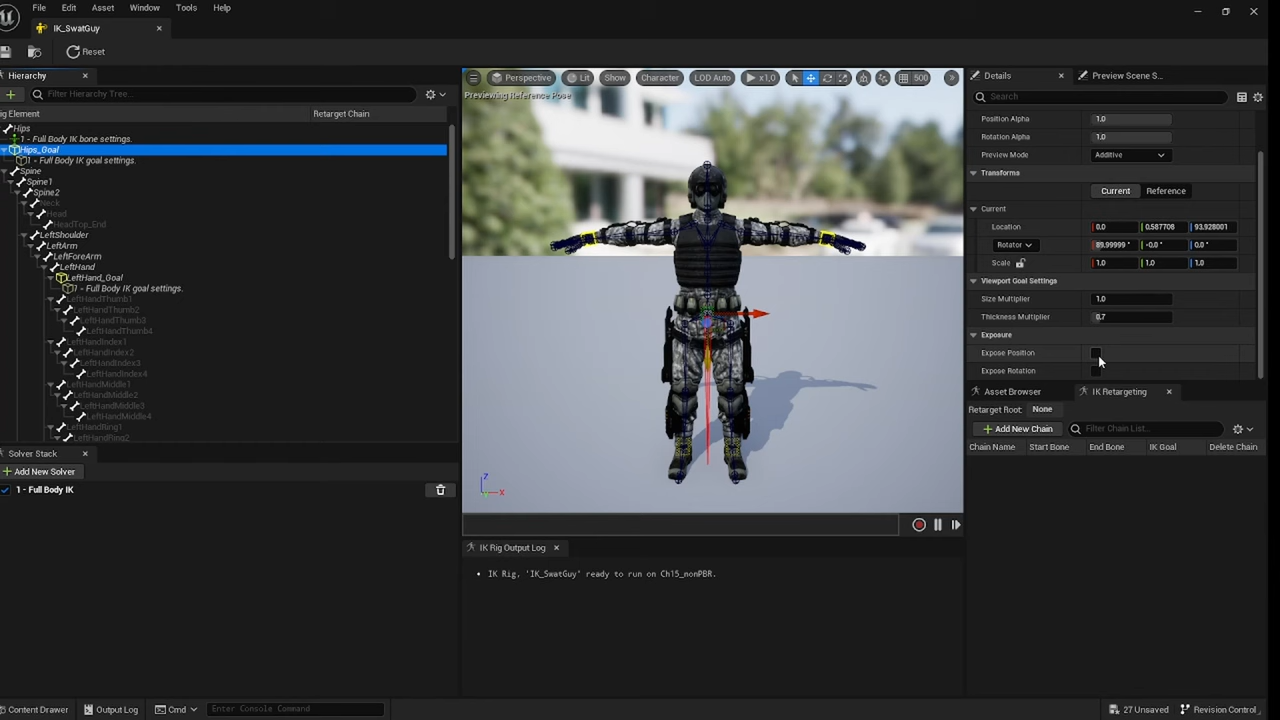 File Edit Asset Window Tools Help
IK_SwatGuy
Reset
Hierarchy
Filter Hierarchy Tree...
Rig Element Retarget Chain
Hips
1 - Full Body IK bone settings.
Hips_Goal
1 - Full Body IK goal settings.
Spine
Spine1
Spine2
Neck
Head
HeadTop_End
LeftShoulder
LeftArm
LeftForeArm
LeftHand
LeftHand_Goal
1 - Full Body IK goal settings.
LeftHandThumb1
LeftHandThumb2
LeftHandThumb3
LeftHandThumb4
LeftHandIndex1
LeftHandIndex2
LeftHandIndex3
LeftHandIndex4
LeftHandMiddle1
LeftHandMiddle2
LeftHandMiddle3
LeftHandMiddle4
LeftHandRing1
LeftHandRing2
Solver Stack
Add New Solver
1 - Full Body IK
Perspective Lit Show Character LOD Auto x1,0 500
Previewing Reference Pose
Z
X
IK Rig Output Log
• IK Rig, 'IK_SwatGuy' ready to run on Ch15_nonPBR.
Details Preview Scene S...
Search
Position Alpha 1.0
Rotation Alpha 1.0
Preview Mode Additive
Transforms
Current Reference
Current
Location 0.0 0.587708 93.928001
Rotator 89.99999 ° -0.0 ° 0.0 °
Scale 1.0 1.0 1.0
Viewport Goal Settings
Size Multiplier 1.0
Thickness Multiplier 0.7
Exposure
Expose Position
Expose Rotation
Asset Browser IK Retargeting
Retarget Root: None
Add New Chain Filter Chain List...
Chain Name Start Bone End Bone IK Goal Delete Chain
Content Drawer Output Log Cmd Enter Console Command 27 Unsaved Revision Control